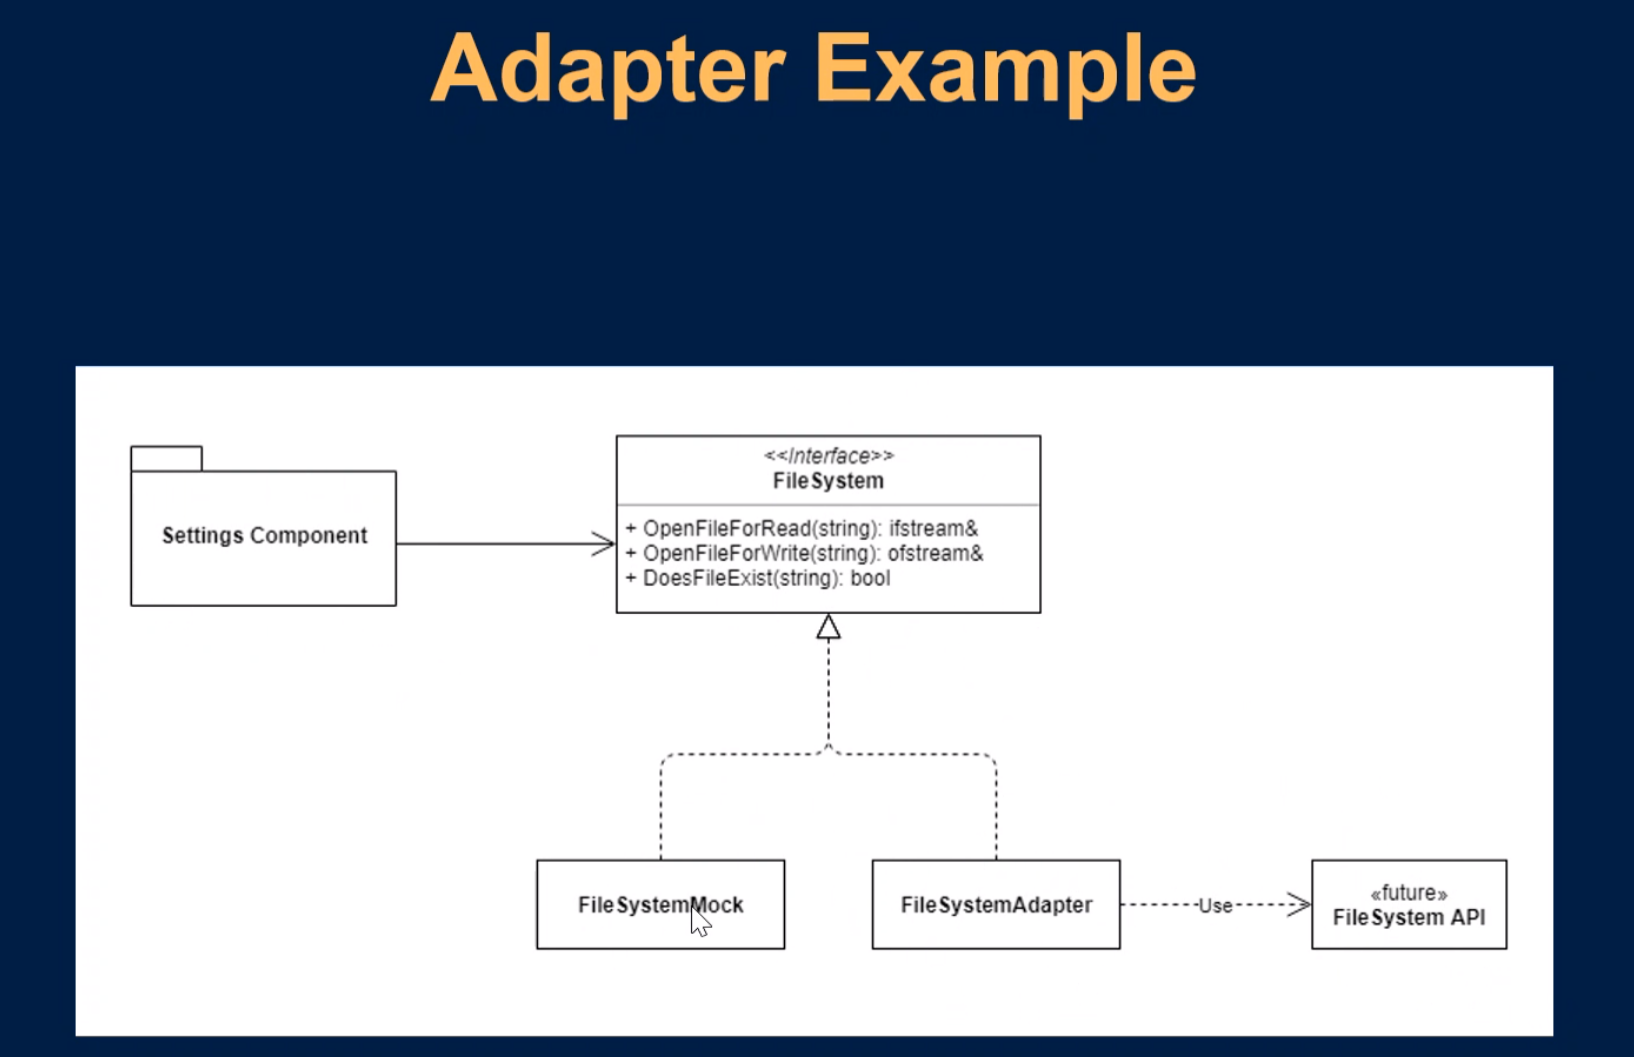 Adapter Example
<<Interface>>
FileSystem
Settings Component
+ OpenFileForRead(string): ifstream&
+ OpenFileForWrite(string): ofstream&
+ DoesFileExist(string): bool
FileSystemMock
FileSystemAdapter
Use
«future»
FileSystem API